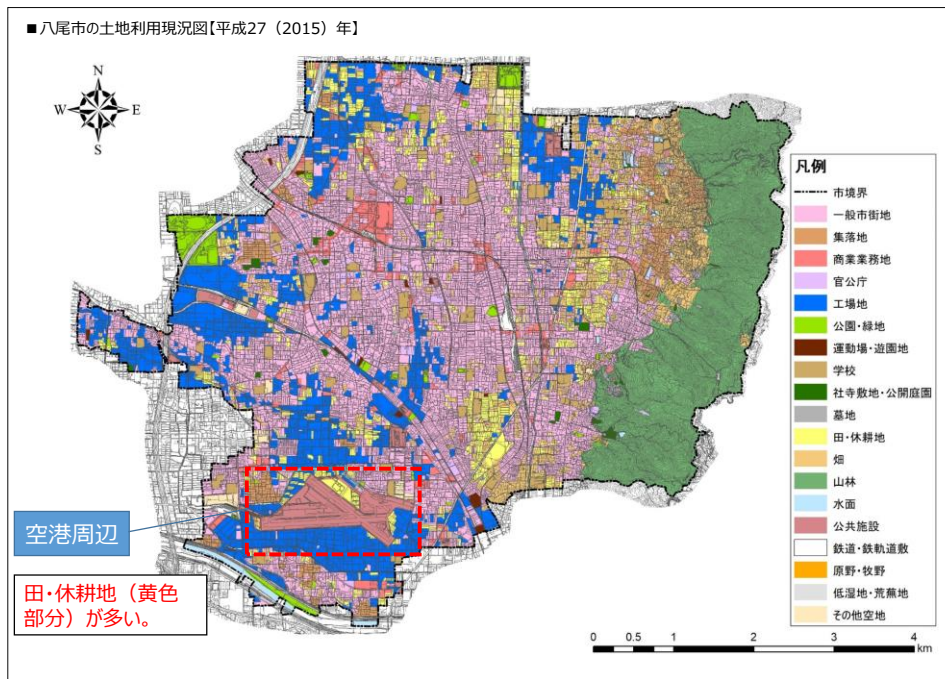 ■八尾市の土地利用現況図【平成27（2015）年】
N
W
E
S
凡例
市境界
一般市街地
集落地
商業業務地
官公庁
工場地
公園・緑地
運動場・遊園地
学校
社寺敷地・公開庭園
墓地
田・休耕地
畑
山林
水面
公共施設
鉄道・鉄軌道敷
原野・牧野
低湿地・荒蕪地
その他空地
空港周辺
田・休耕地（黄色
部分）が多い。
0 0.5 1 2 3 4
km